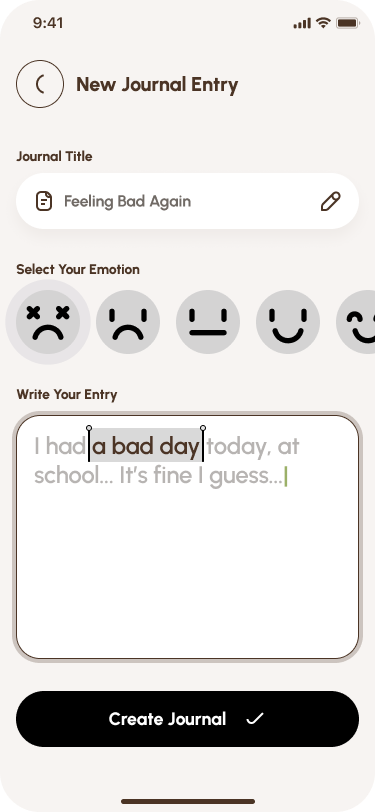 9:41
New Journal Entry
Journal Title
Feeling Bad Again
Select Your Emotion
Write Your Entry
I had a bad day today, at
school... It’s fine I guess...
Create Journal